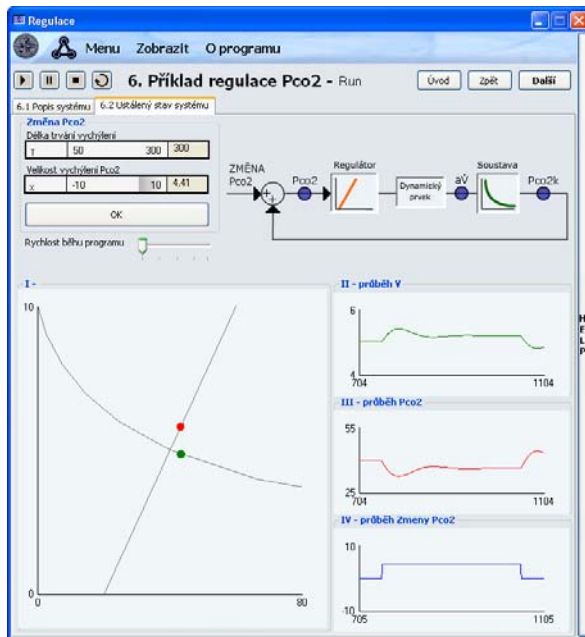 Regulace
Menu Zobrazit O programu
6. Příklad regulace Pco2 - Run
Úvod Zpět Další
6.1 Popis systému 6.2 Ustálený stav systému
Změna Pco2
Délka trvání vychýlení
T 50 300 300
Velikost vychýlení Pco2
x -10 10 4,41
OK
Rychlost běhu programu
ZMĚNA
Pco2
Pco2
Regulátor
Dynamický
prvek
aV̇
Soustava
Pco2k
I -
10
0
0 80
II - průběh V
6
4
704 1104
III - průběh Pco2
55
25
704 1104
IV - průběh Zmeny Pco2
10
-10
705 1105
H
E
L
P